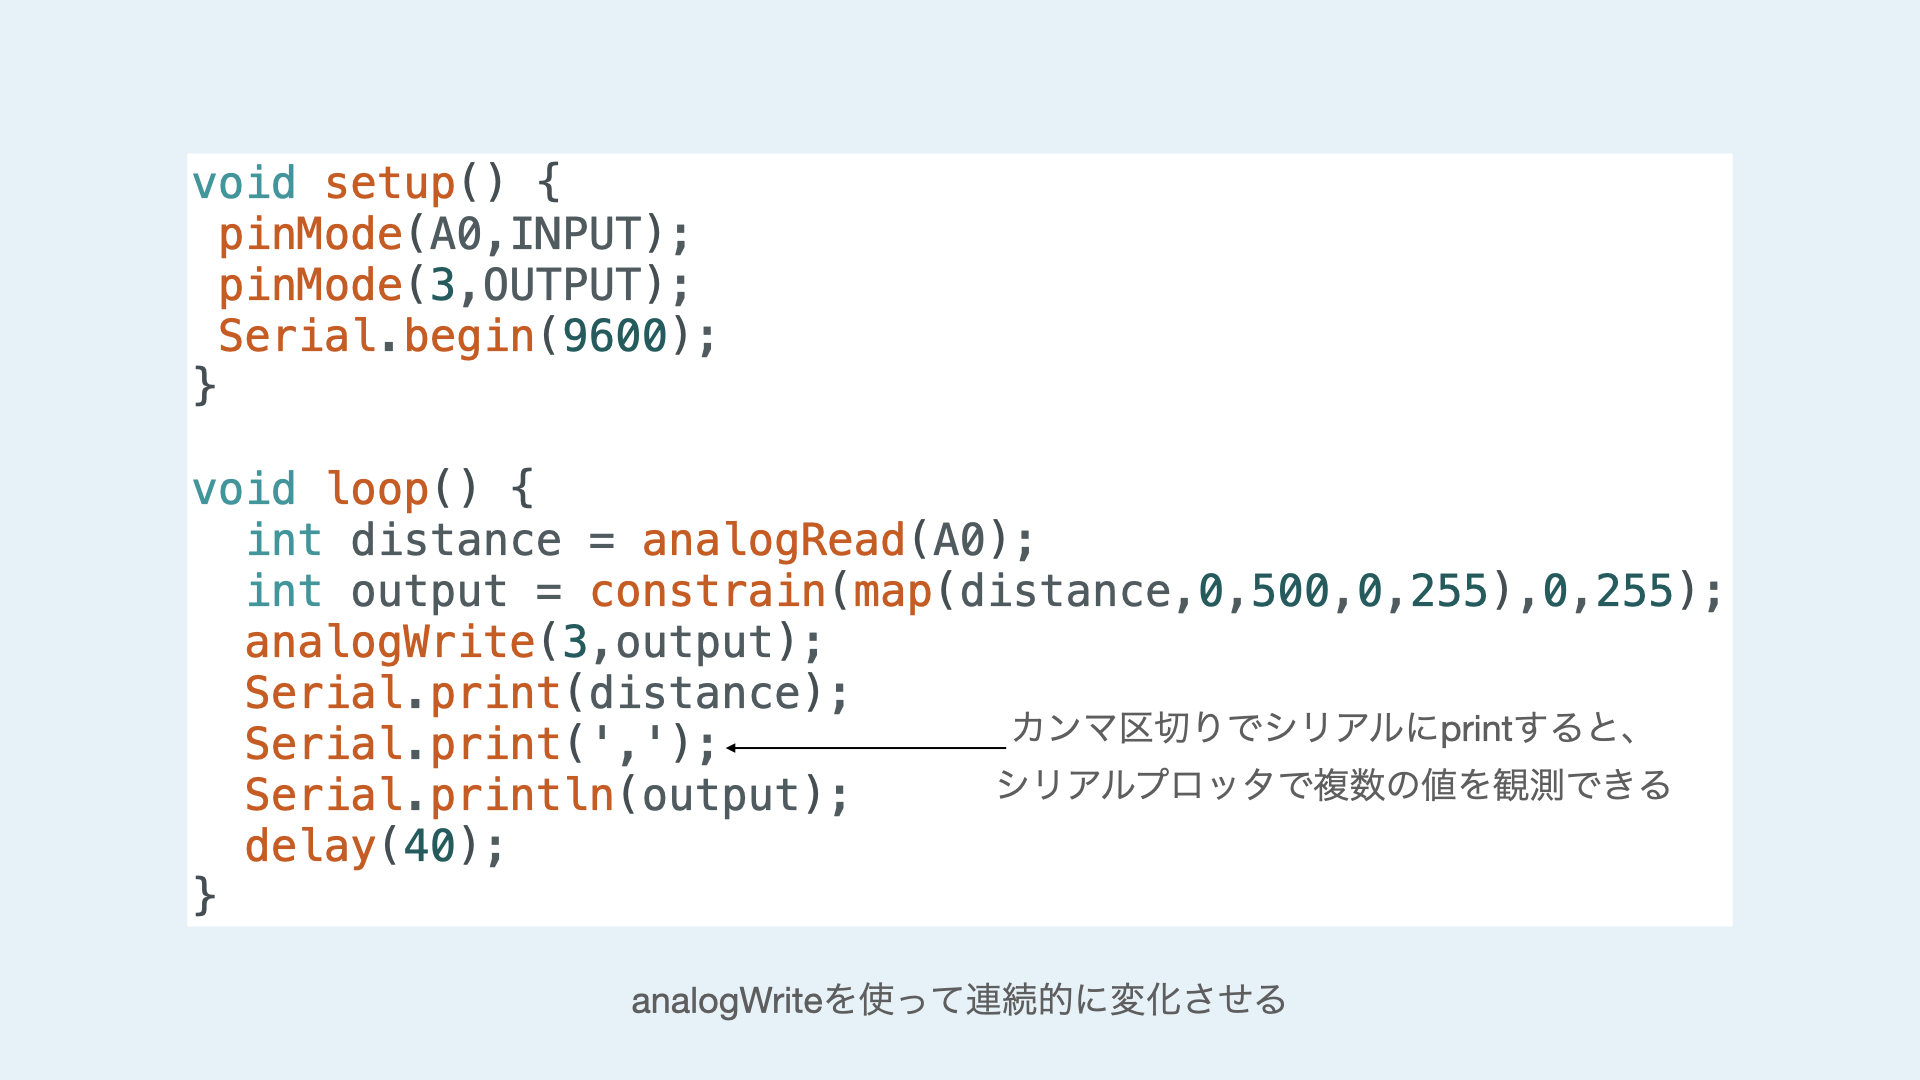 void setup() {
 pinMode(A0,INPUT);
 pinMode(3,OUTPUT);
 Serial.begin(9600);
}

void loop() {
  int distance = analogRead(A0);
  int output = constrain(map(distance,0,500,0,255),0,255);
  analogWrite(3,output);
  Serial.print(distance);
  Serial.print(',');
  Serial.println(output);
  delay(40);
}
カンマ区切りでシリアルにprintすると、
シリアルプロッタで複数の値を観測できる
analogWriteを使って連続的に変化させる